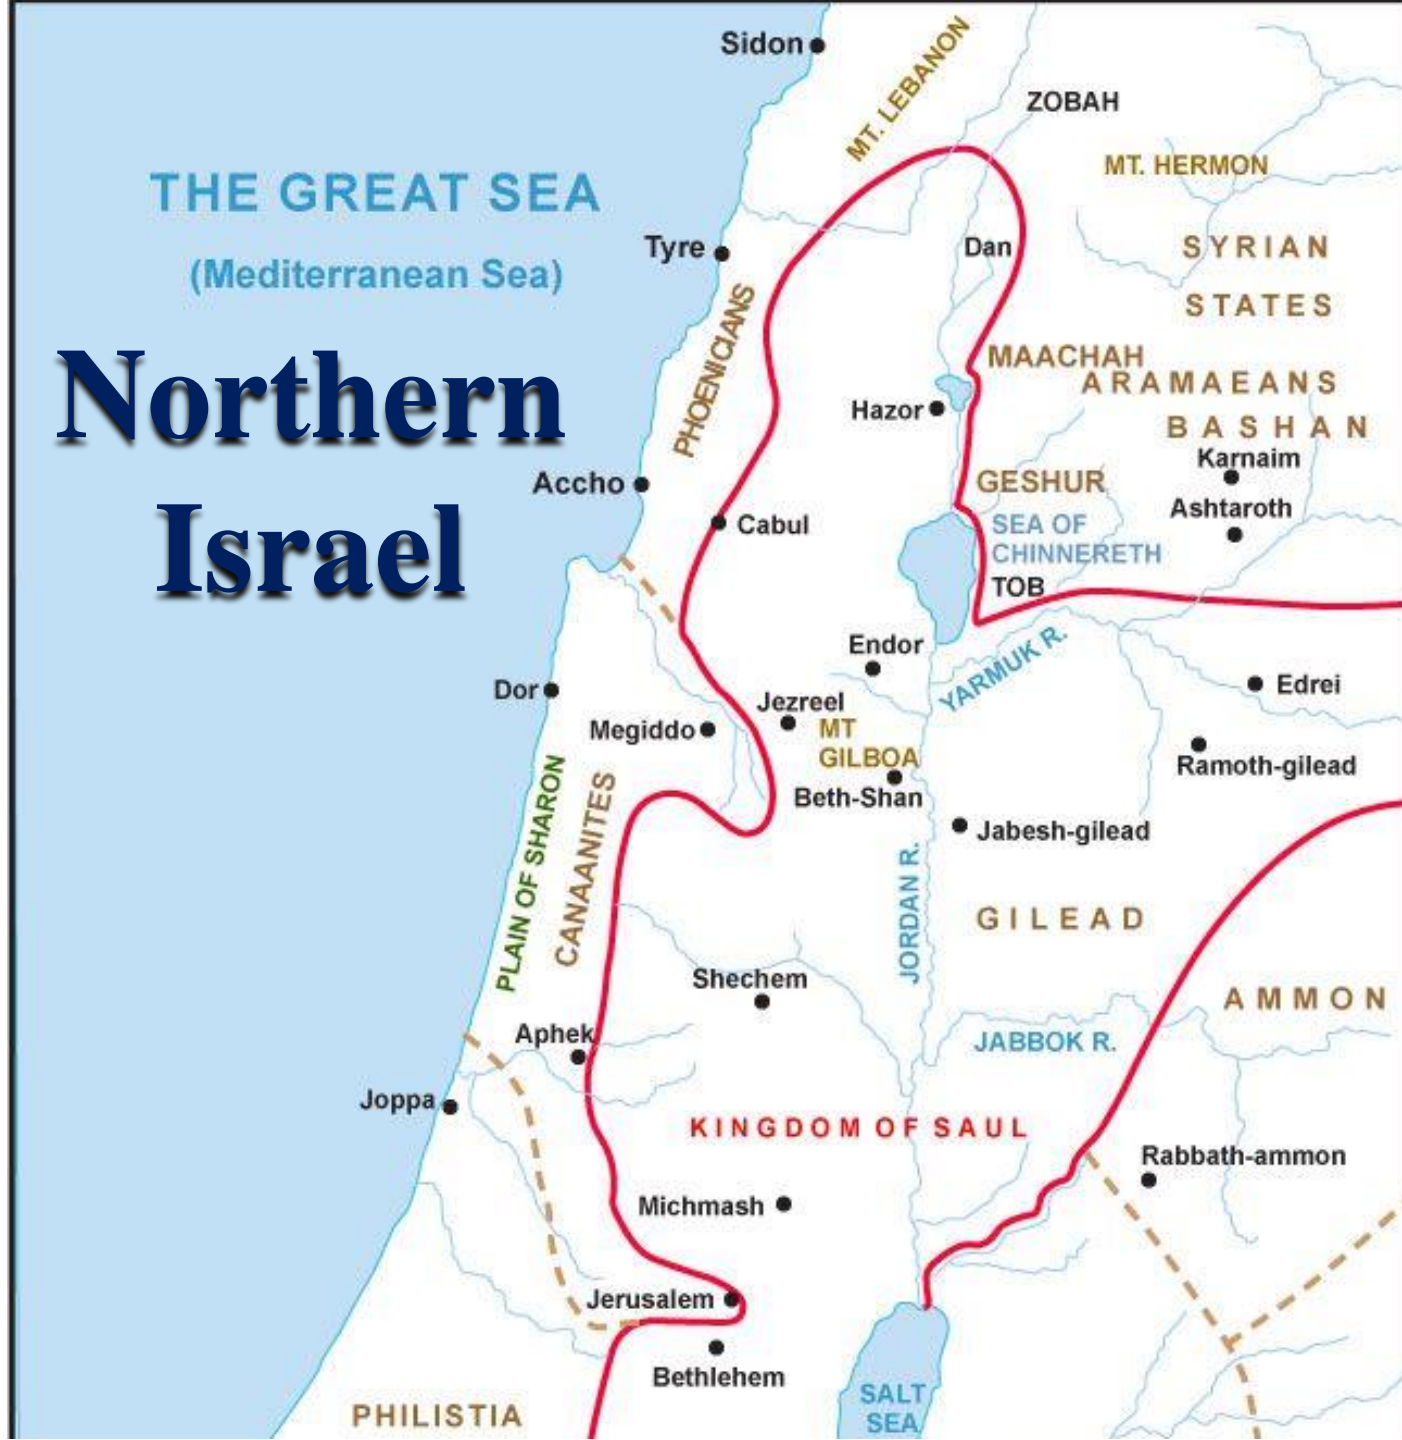 Sidon
MT. LEBANON
ZOBAH
MT. HERMON
THE GREAT SEA
(Mediterranean Sea)
Tyre
Dan
SYRIAN
STATES
PHOENICIANS
Northern
Israel
MAACHAH
ARAMAEANS
BASHAN
Hazor
Karnaim
GESHUR
Ashtaroth
Accho
Cabul
SEA OF
CHINNERETH
TOB
Endor
YARMUK R.
Dor
Jezreel
Edrei
Megiddo
MT
GILBOA
Ramoth-gilead
Beth-Shan
Jabesh-gilead
PLAIN OF SHARON
CANAANITES
JORDAN R.
GILEAD
Shechem
AMMON
Aphek
JABBOK R.
Joppa
KINGDOM OF SAUL
Rabbath-ammon
Michmash
Jerusalem
Bethlehem
SALT
SEA
PHILISTIA